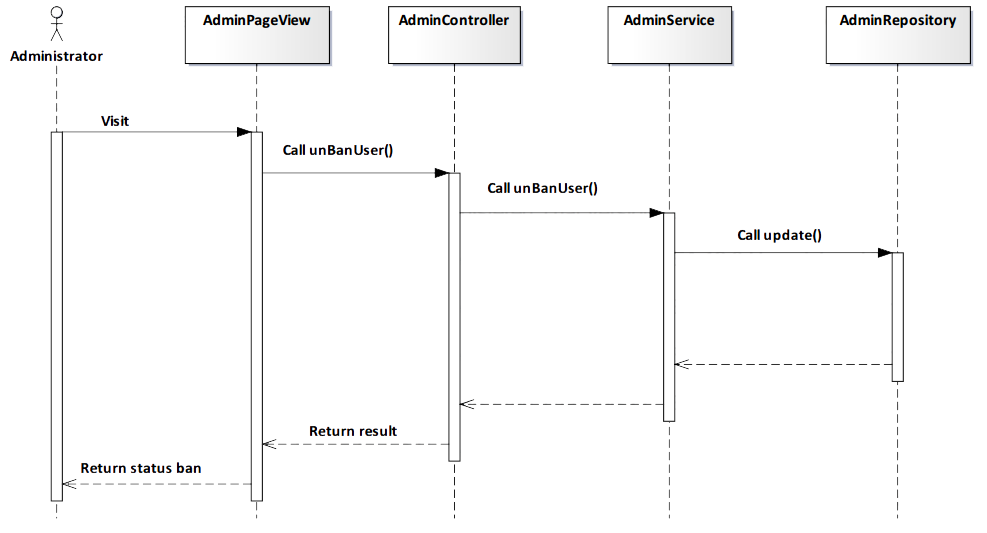 AdminPageView
AdminController
AdminService
AdminRepository
Administrator
Visit
Call unBanUser()
Call unBanUser()
Call update()
Return result
Return status ban